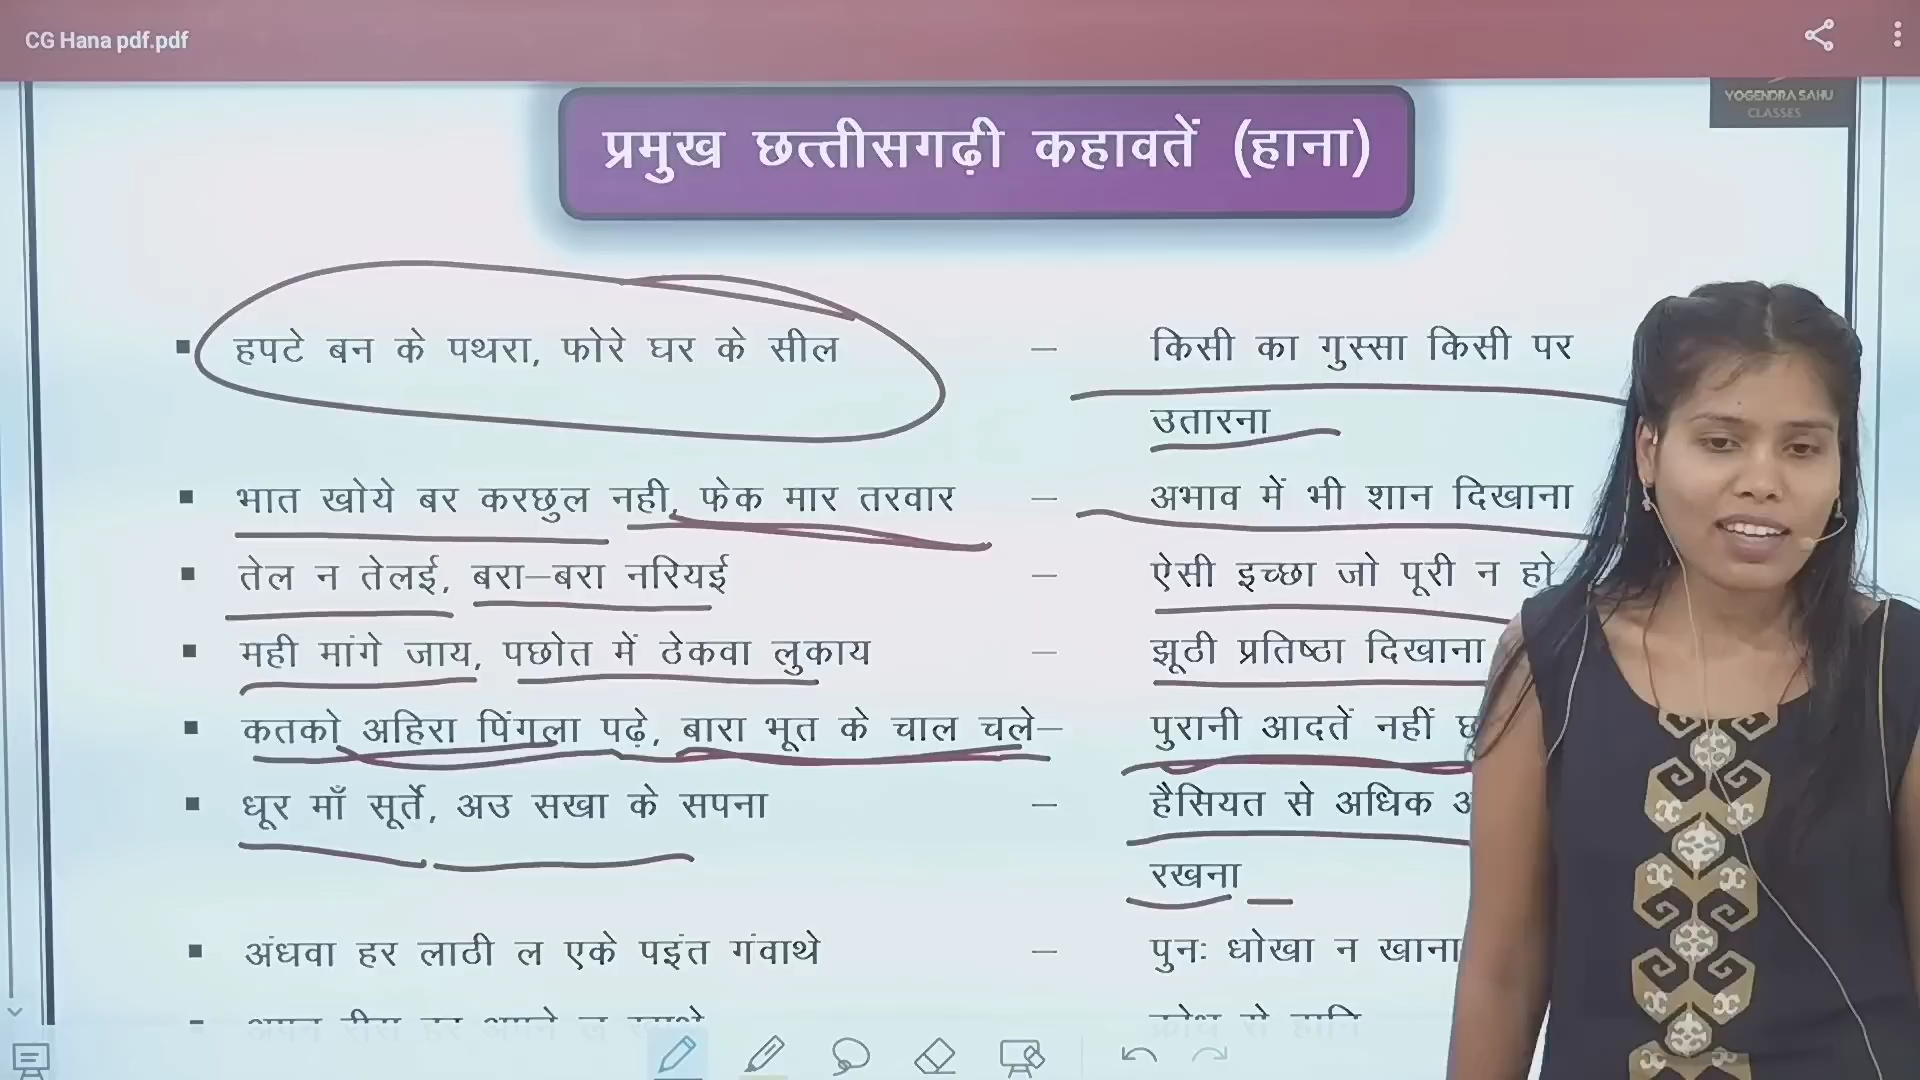 CG Hana pdf.pdf
YOGENDRA SAHU
CLASSES
प्रमुख छत्तीसगढ़ी कहावतें (हाना)
▪ हपटे बन के पथरा, फोरे घर के सील – किसी का गुस्सा किसी पर
उतारना
▪ भात खोये बर करछुल नही, फेक मार तरवार – अभाव में भी शान दिखाना
▪ तेल न तेलई, बरा–बरा नरियई – ऐसी इच्छा जो पूरी न हो
▪ मही मांगे जाय, पछोत में ठेकवा लुकाय – झूठी प्रतिष्ठा दिखाना
▪ कतको अहिरा पिंगला पढ़े, बारा भूत के चाल चले– पुरानी आदतें नहीं
▪ धूर माँ सूर्ते, अउ सखा के सपना – हैसियत से अधिक
रखना
▪ अंधवा हर लाठी ल एके पइंत गंवाथे – पुनः धोखा न खाना